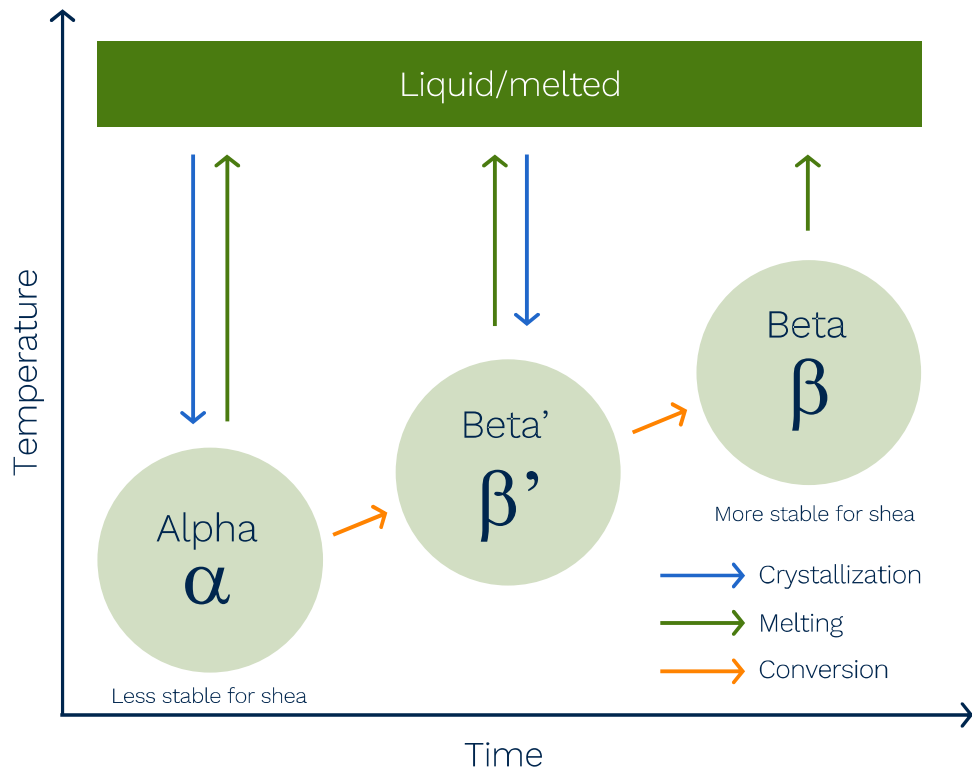 Liquid/melted
Temperature
Beta
β
Beta’
β’
Alpha
α
More stable for shea
Less stable for shea
Crystallization
Melting
Conversion
Time